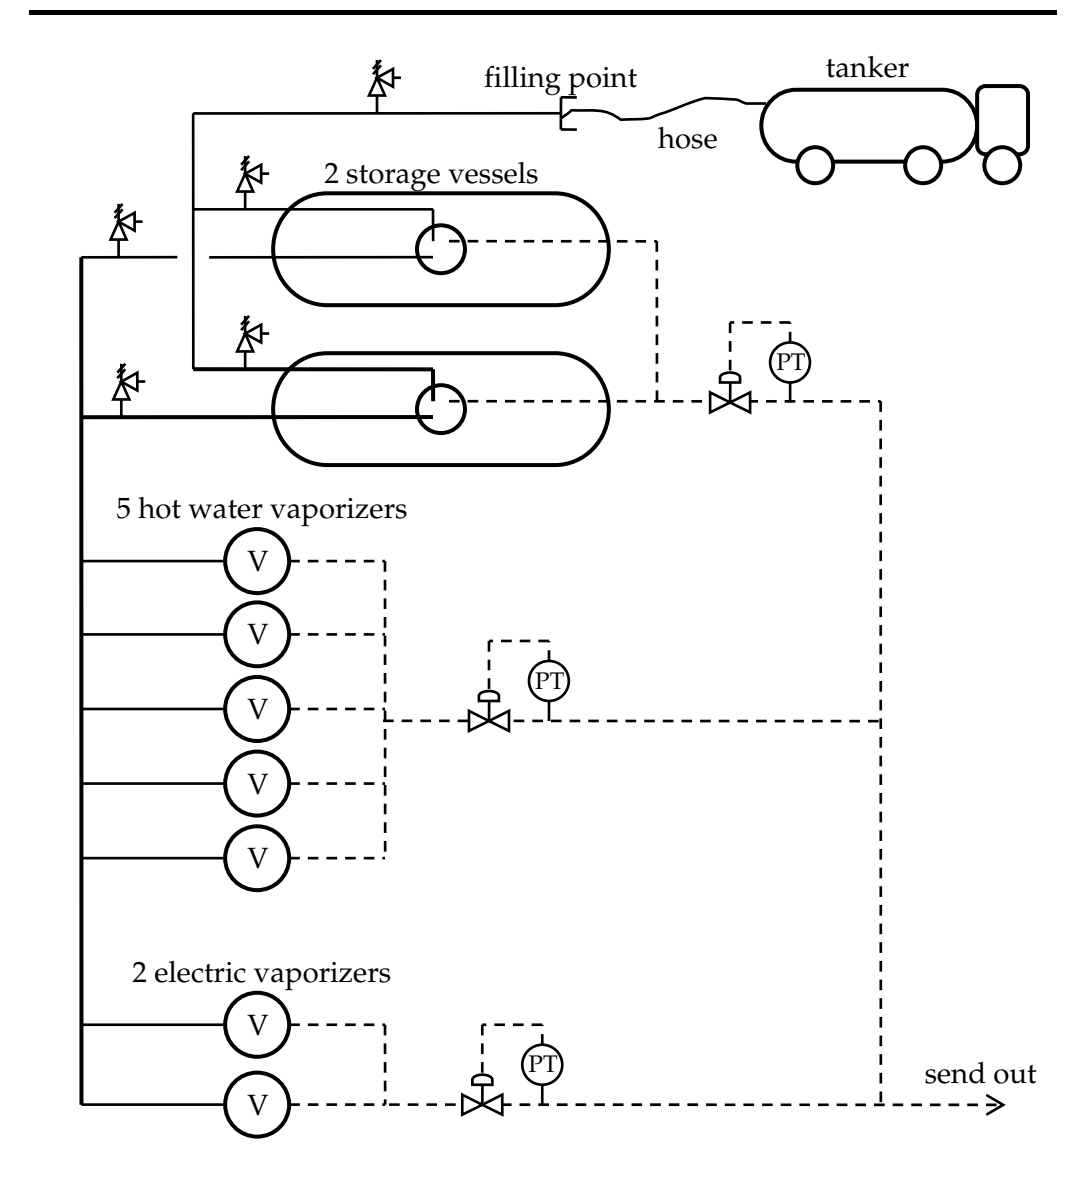 filling point
tanker
hose
2 storage vessels
PT
5 hot water vaporizers
V
V
PT
V
V
V
2 electric vaporizers
V
PT
send out
V